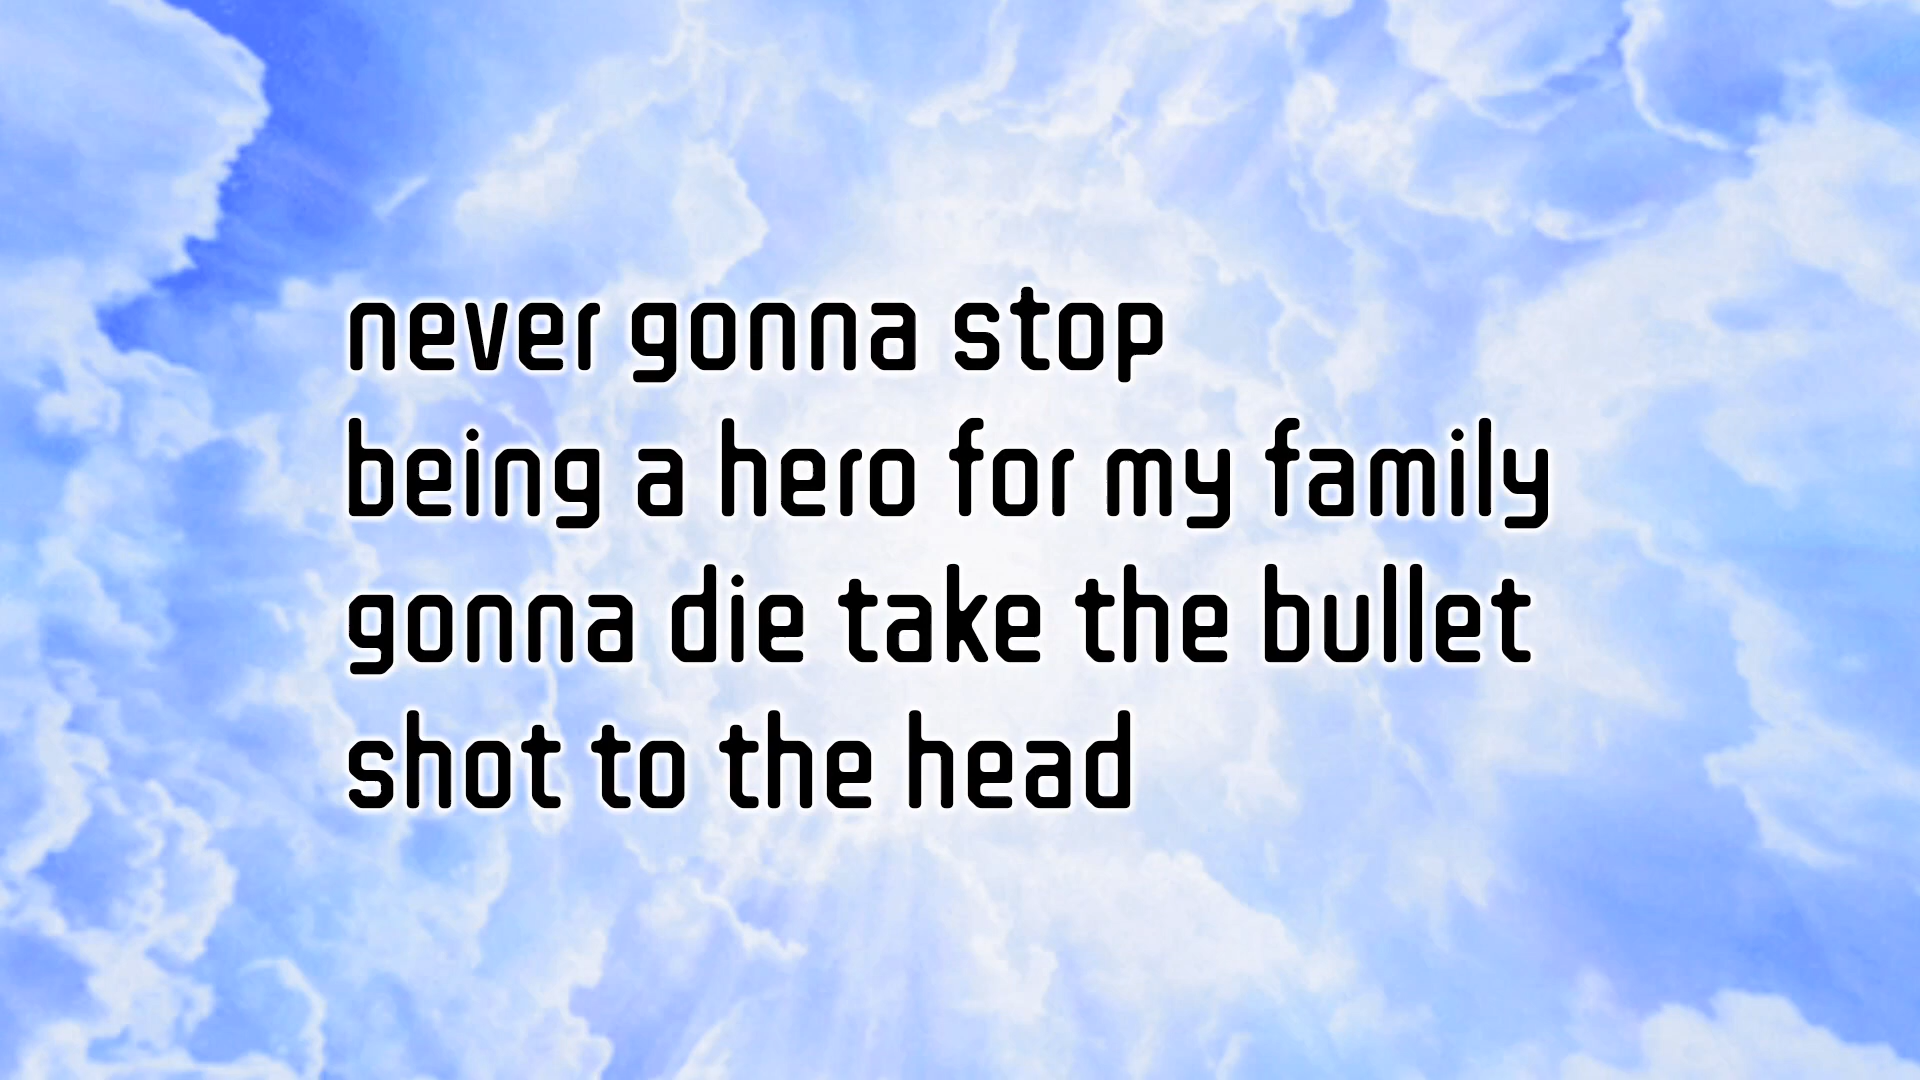 never gonna stop
being a hero for my family
gonna die take the bullet
shot to the head